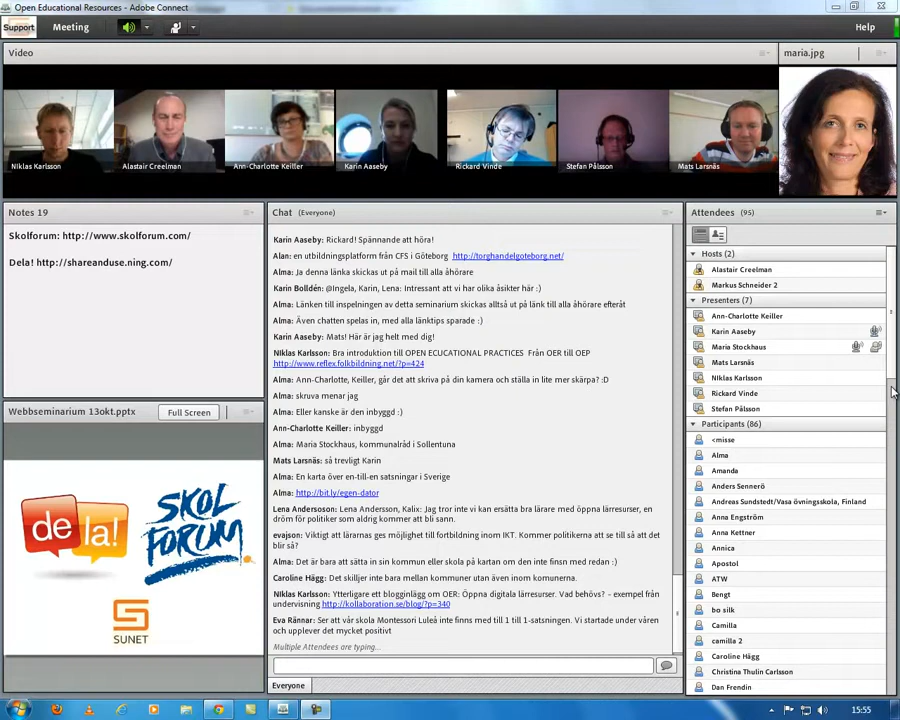 Open Educational Resources - Adobe Connect
Support
Meeting
Help
Video
maria.jpg
NIklas Karlsson
Alastair Creelman
Ann-Charlotte Keiller
Karin Aaseby
Rickard Vinde
Stefan Pålsson
Mats Larsnäs
Notes 19
Skolforum: http://www.skolforum.com/
Dela! http://shareanduse.ning.com/
Webbseminarium 13okt.pptx
Full Screen
de la!
SKOL
FORUM
SUNET
Chat (Everyone)
Karin Aaseby: Rickard! Spännande att höra!
Alan: en utbildningsplatform från CFS i Göteborg http://torghandelgoteborg.net/
Alma: Ja denna länka skickas ut på mail till alla åhörare
Karin Bolldén: @Ingela, Karin, Lena: Intressant att vi har olika åsikter här :)
Alma: Länken till inspelningen av detta seminarium skickas alltså ut på länk till alla åhörare efteråt
Alma: Även chatten spelas in, med alla länktips sparade ;)
Karin Aaseby: Mats! Här är jag helt med dig!
NIklas Karlsson: Bra introduktion till OPEN ECUCATIONAL PRACTICES Från OER till OEP
http://www.reflex.folkbildning.net/?p=424
Alma: Ann-Charlotte, Keiller, går det att skriva på din kamera och ställa in lite mer skärpa? :D
Alma: skruva menar jag
Alma: Eller kanske är den inbyggd :)
Ann-Charlotte Keiller: inbyggd
Alma: Maria Stockhaus, kommunalråd i Sollentuna
Mats Larsnäs: så trevligt Karin
Alma: En karta över en-till-en satsningar i Sverige
Alma: http://bit.ly/egen-dator
Lena Andersoson: Lena Andersson, Kalix: Jag tror inte vi kan ersätta bra lärare med öppna lärresurser, en
dröm för politiker som aldrig kommer att bli sann.
evajson: Viktigt att lärarnas ges möjlighet till fortbildning inom IKT. Kommer politikerna att se till så att det
blir så?
Alma: Det är bara att sätta in sin kommun eller skola på kartan om den inte finsn med redan :)
Caroline Hägg: Det skilljer inte bara mellan kommuner utan även inom komunerna.
NIklas Karlsson: Ytterligare ett blogginlägg om OER: Öppna digitala lärresurser. Vad behövs? - exempel från
undervisning http://kollaboration.se/blog/?p=340
Eva Rännar: Ser att vår skola Montessori Luleå inte finns med till 1 till 1-satsningen. Vi startade under våren
och upplever det mycket positivt
Multiple Attendees are typing...
Everyone
Attendees (95)
Hosts (2)
Alastair Creelman
Markus Schneider 2
Presenters (7)
Ann-Charlotte Keiller
Karin Aaseby
Maria Stockhaus
Mats Larsnäs
NIklas Karlsson
Rickard Vinde
Stefan Pålsson
Participants (86)
<misse
Alma
Amanda
Anders Sennerö
Andreas Sundstedt/Vasa övningsskola, Finland
Anna Engström
Anna Kettner
Annica
Apostol
ATW
Bengt
bo silk
Camilla
camilla 2
Caroline Hägg
Christina Thulin Carlsson
Dan Frendin
15:55